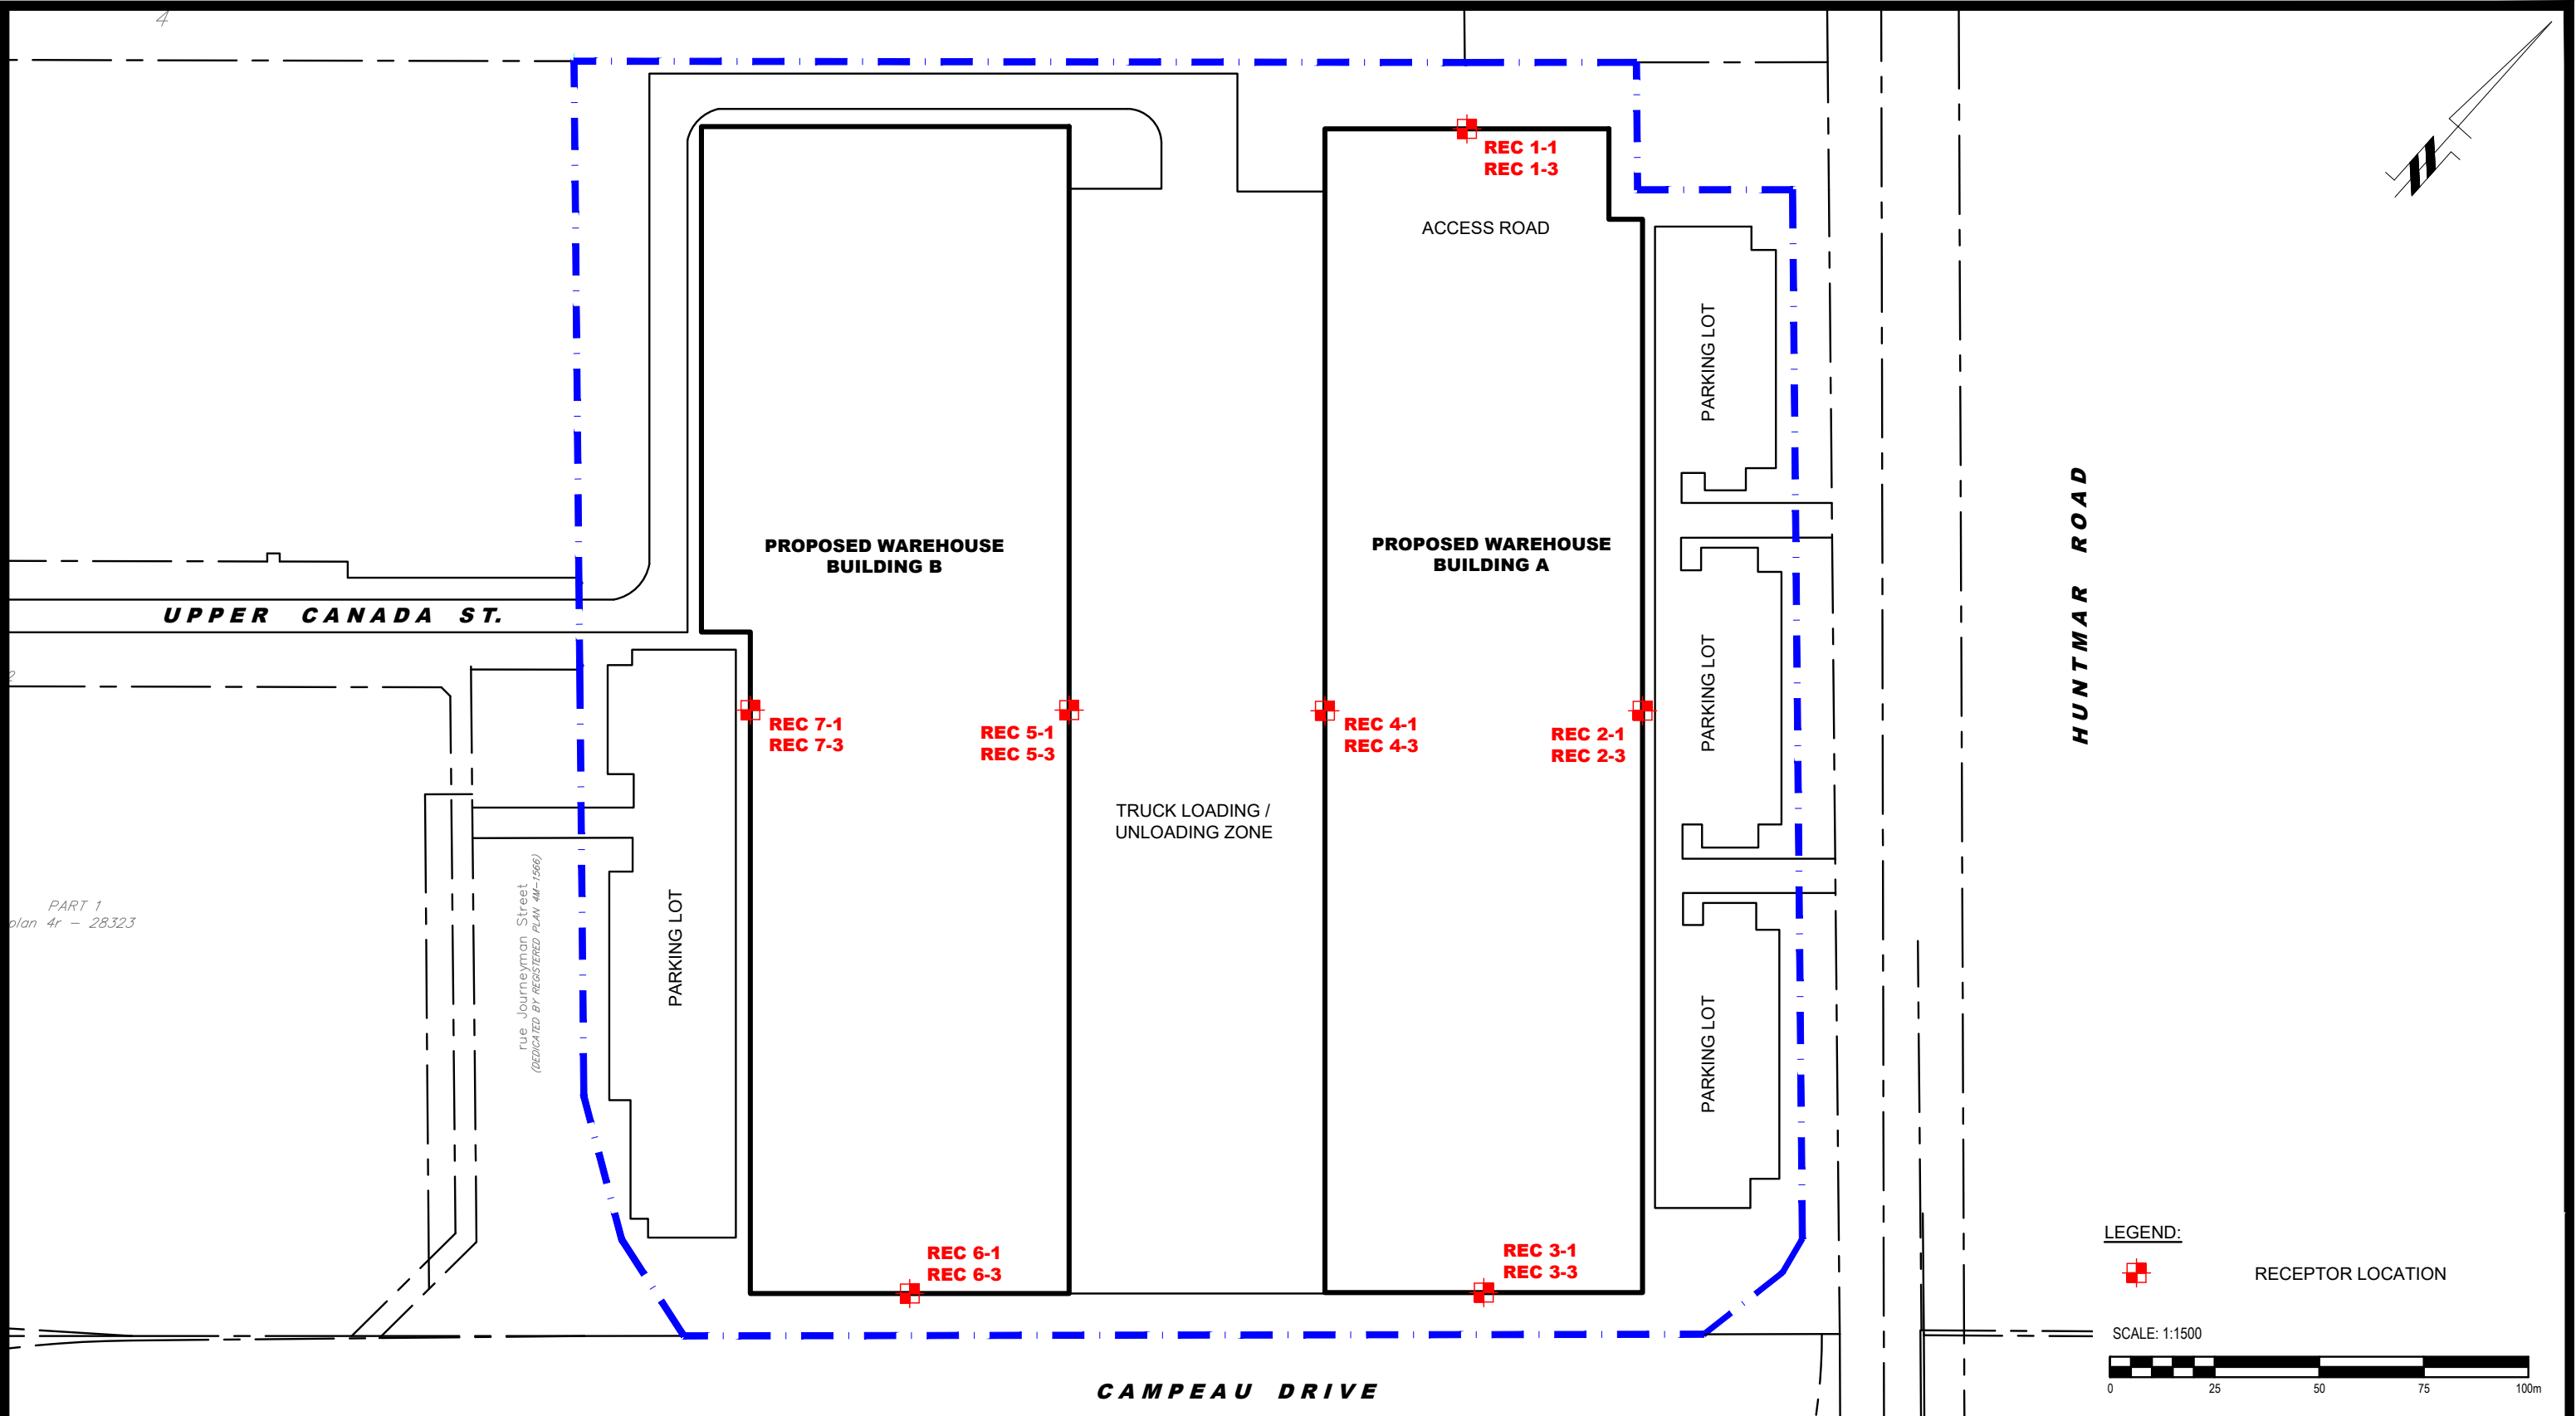 4
REC 1-1
REC 1-3
ACCESS ROAD
PARKING LOT
PROPOSED WAREHOUSE
BUILDING B
PROPOSED WAREHOUSE
BUILDING A
UPPER CANADA ST.
HUNTMAR ROAD
2
REC 7-1
REC 7-3
REC 5-1
REC 5-3
REC 4-1
REC 4-3
REC 2-1
REC 2-3
PARKING LOT
TRUCK LOADING /
UNLOADING ZONE
PART 1
plan 4r - 28323
rue Journeyman Street
(DEDICATED BY REGISTERED PLAN 4M-1566)
PARKING LOT
PARKING LOT
REC 6-1
REC 6-3
REC 3-1
REC 3-3
LEGEND:
RECEPTOR LOCATION
SCALE: 1:1500
0 25 50 75 100m
CAMPEAU DRIVE